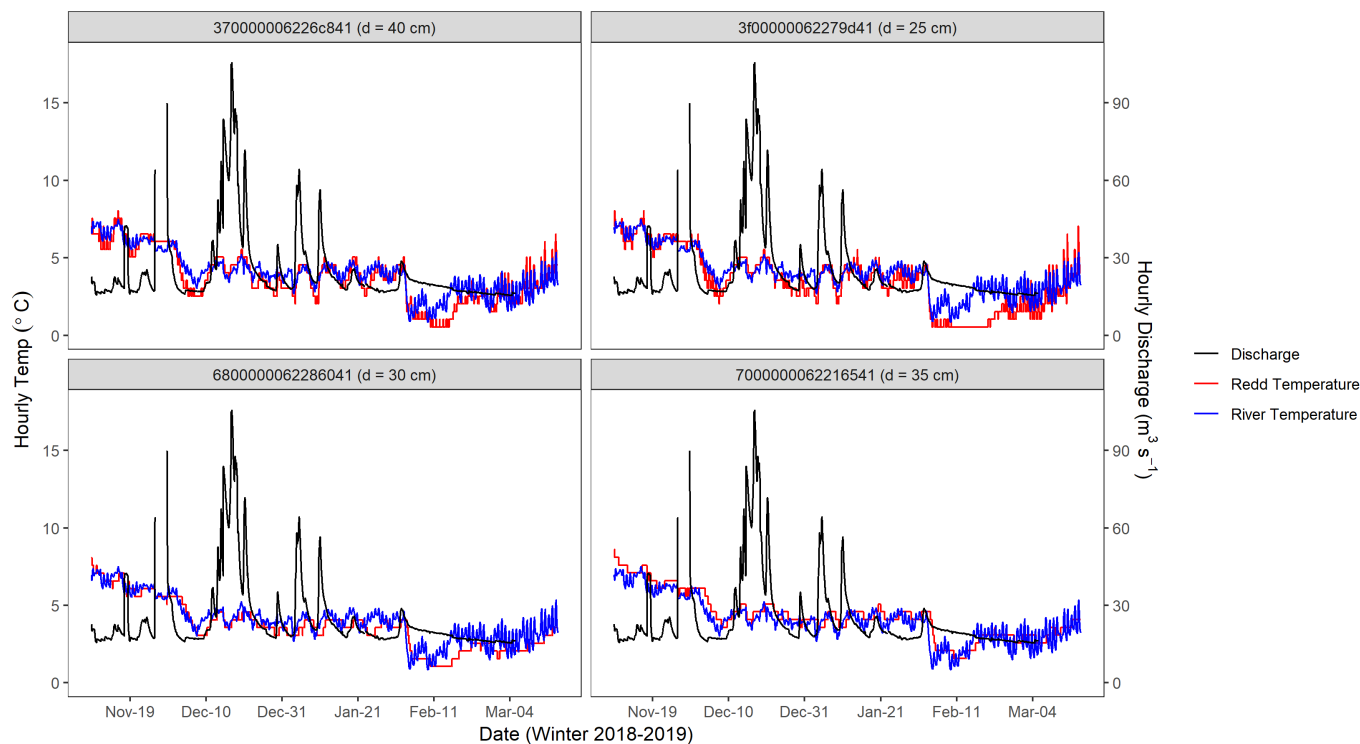 370000006226c841 (d = 40 cm)
3f00000062279d41 (d = 25 cm)
15
10
5
0
90
60
30
0
6800000062286041 (d = 30 cm)
7000000062216541 (d = 35 cm)
15
10
5
0
90
60
30
0
Nov-19 Dec-10 Dec-31 Jan-21 Feb-11 Mar-04
Nov-19 Dec-10 Dec-31 Jan-21 Feb-11 Mar-04
Date (Winter 2018-2019)
Hourly Temp (° C)
Hourly Discharge (m³ s⁻¹)
Discharge
Redd Temperature
River Temperature